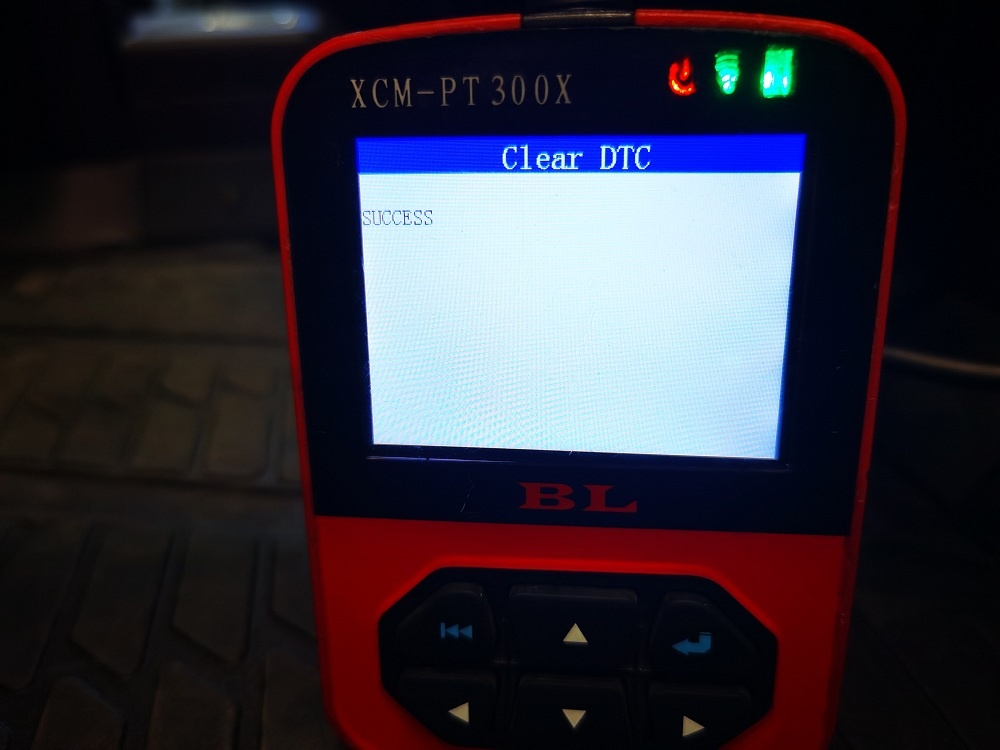 XCM-PT300X
Clear DTC
SUCCESS
BL